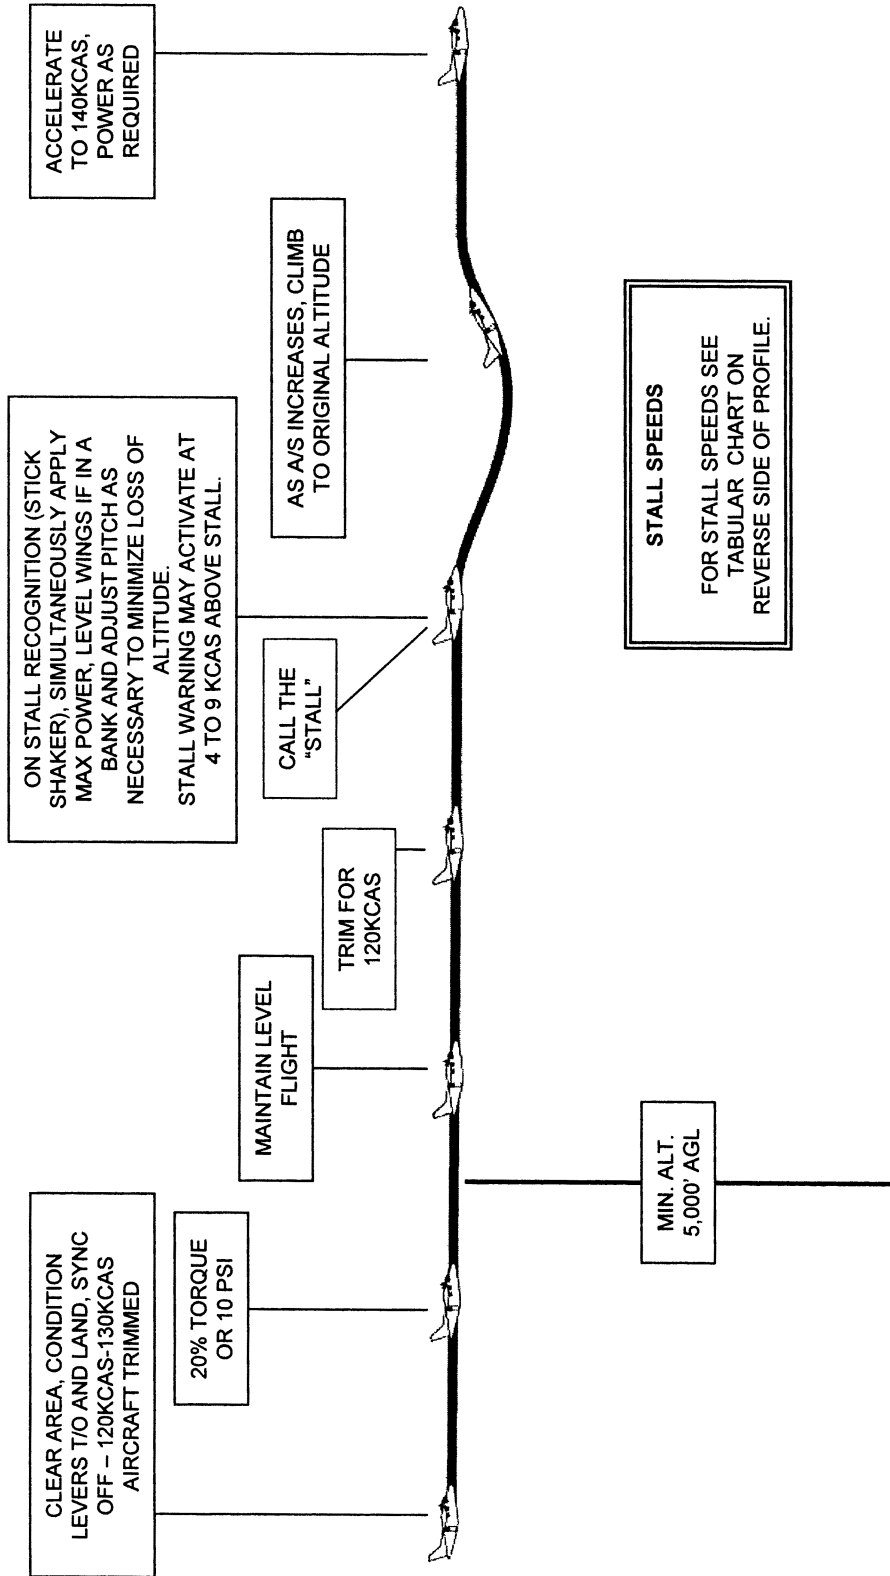 CLEAR AREA, CONDITION
LEVERS T/O AND LAND, SYNC
OFF – 120KCAS-130KCAS
AIRCRAFT TRIMMED
20% TORQUE
OR 10 PSI
MAINTAIN LEVEL
FLIGHT
TRIM FOR
120KCAS
CALL THE
"STALL"
ON STALL RECOGNITION (STICK
SHAKER), SIMULTANEOUSLY APPLY
MAX POWER, LEVEL WINGS IF IN A
BANK AND ADJUST PITCH AS
NECESSARY TO MINIMIZE LOSS OF
ALTITUDE.
STALL WARNING MAY ACTIVATE AT
4 TO 9 KCAS ABOVE STALL.
AS A/S INCREASES, CLIMB
TO ORIGINAL ALTITUDE
ACCELERATE
TO 140KCAS,
POWER AS
REQUIRED
MIN. ALT.
5,000' AGL
STALL SPEEDS
FOR STALL SPEEDS SEE
TABULAR CHART ON
REVERSE SIDE OF PROFILE.